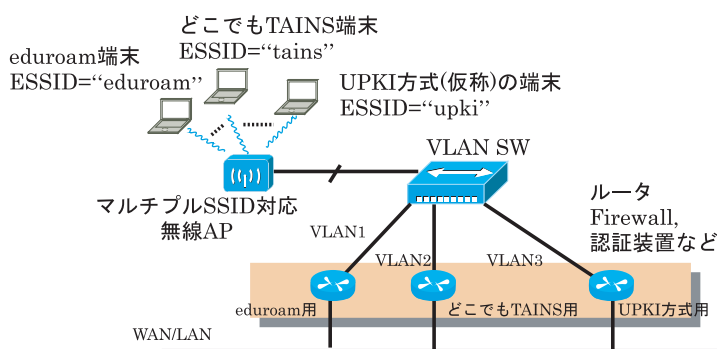 どこでもTAINS端末
ESSID=“tains”
eduroam端末
ESSID=“eduroam”
UPKI方式(仮称)の端末
ESSID=“upki”
VLAN SW
マルチプルSSID対応
無線AP
ルータ
Firewall,
認証装置など
VLAN1
VLAN2
VLAN3
eduroam用
どこでもTAINS用
UPKI方式用
WAN/LAN